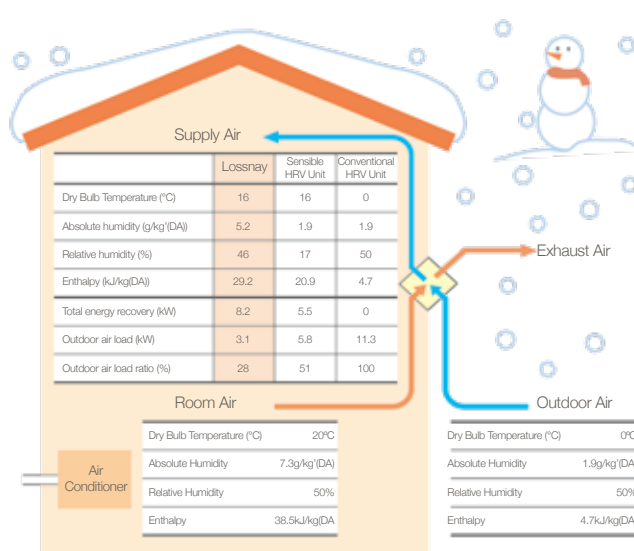 Supply Air
Lossnay Sensible HRV Unit Conventional HRV Unit
Dry Bulb Temperature (°C) 16 16 0
Absolute humidity (g/kg'(DA)) 5.2 1.9 1.9
Relative humidity (%) 46 17 50
Enthalpy (kJ/kg(DA)) 29.2 20.9 4.7
Total energy recovery (kW) 8.2 5.5 0
Outdoor air load (kW) 3.1 5.8 11.3
Outdoor air load ratio (%) 28 51 100
Exhaust Air
Room Air
Dry Bulb Temperature (°C) 20°C
Absolute Humidity 7.3g/kg'(DA)
Relative Humidity 50%
Enthalpy 38.5kJ/kg(DA
Air
Conditioner
Outdoor Air
Dry Bulb Temperature (°C) 0°C
Absolute Humidity 1.9g/kg'(DA
Relative Humidity 50%
Enthalpy 4.7kJ/kg(DA